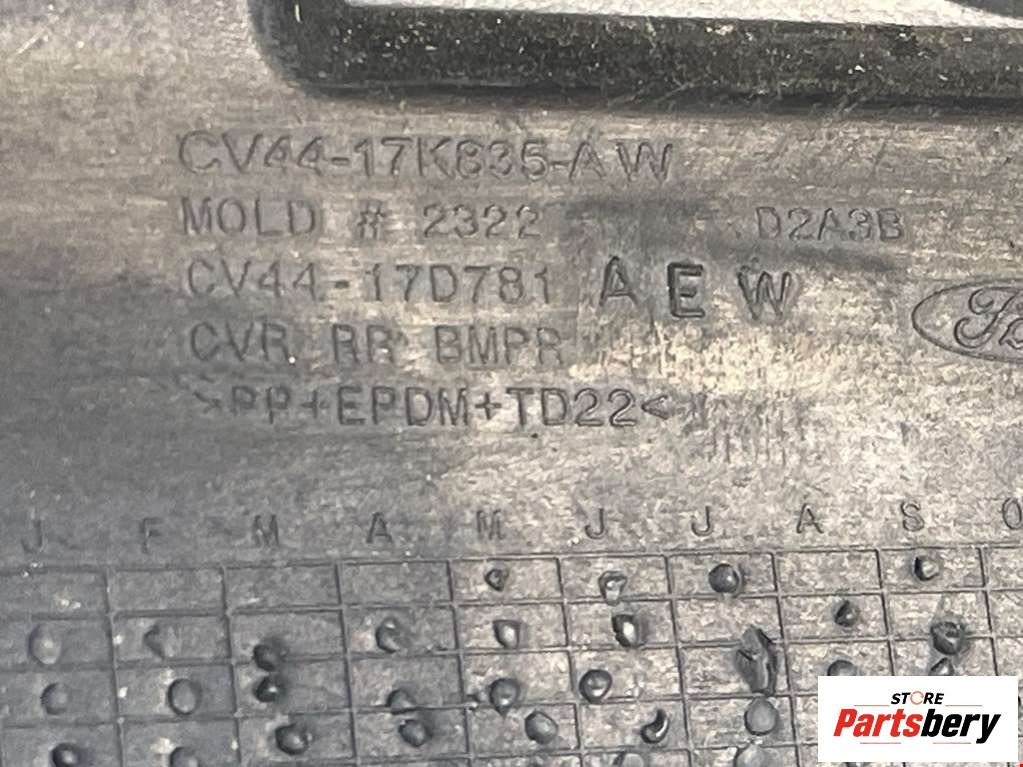 CV44-17K835-AW
MOLD # 2322 D2A3B
CV44-17D781 AEW
CVR RR BMPR
>PP+EPDM+TD22<
J F M A M J J A S O
STORE
Partsbery